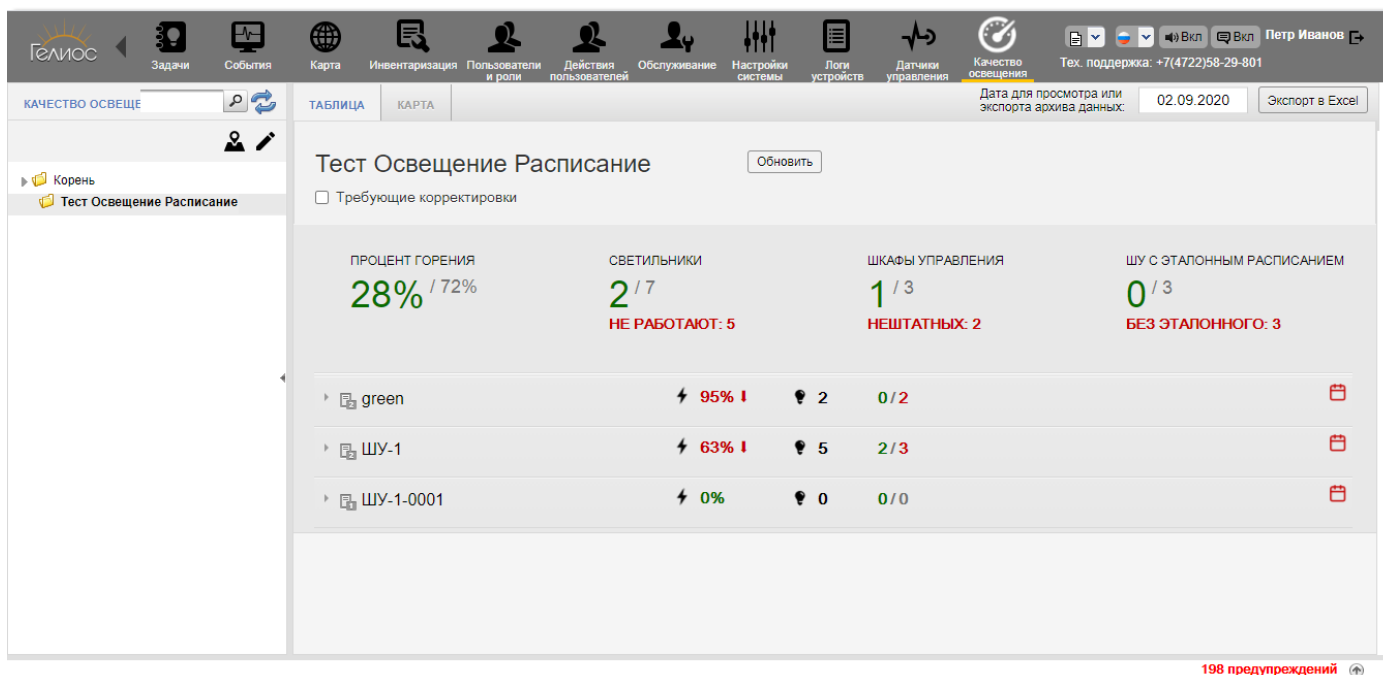 Гелиос
Задачи
События
Карта
Инвентаризация
Пользователи
и роли
Действия
пользователей
Обслуживание
Настройки
системы
Логи
устройств
Датчики
управления
Качество
освещения
Вкл
Вкл
Петр Иванов
Тех. поддержка: +7(4722)58-29-801
КАЧЕСТВО ОСВЕЩЕ
ТАБЛИЦА
КАРТА
Дата для просмотра или
экспорта архива данных:
02.09.2020
Экспорт в Excel
Корень
Тест Освещение Расписание
Тест Освещение Расписание
Обновить
Требующие корректировки
ПРОЦЕНТ ГОРЕНИЯ
28% / 72%
СВЕТИЛЬНИКИ
2 / 7
НЕ РАБОТАЮТ: 5
ШКАФЫ УПРАВЛЕНИЯ
1 / 3
НЕШТАТНЫХ: 2
ШУ С ЭТАЛОННЫМ РАСПИСАНИЕМ
0 / 3
БЕЗ ЭТАЛОННОГО: 3
green 95% 2 0/2
ШУ-1 63% 5 2/3
ШУ-1-0001 0% 0 0/0
198 предупреждений